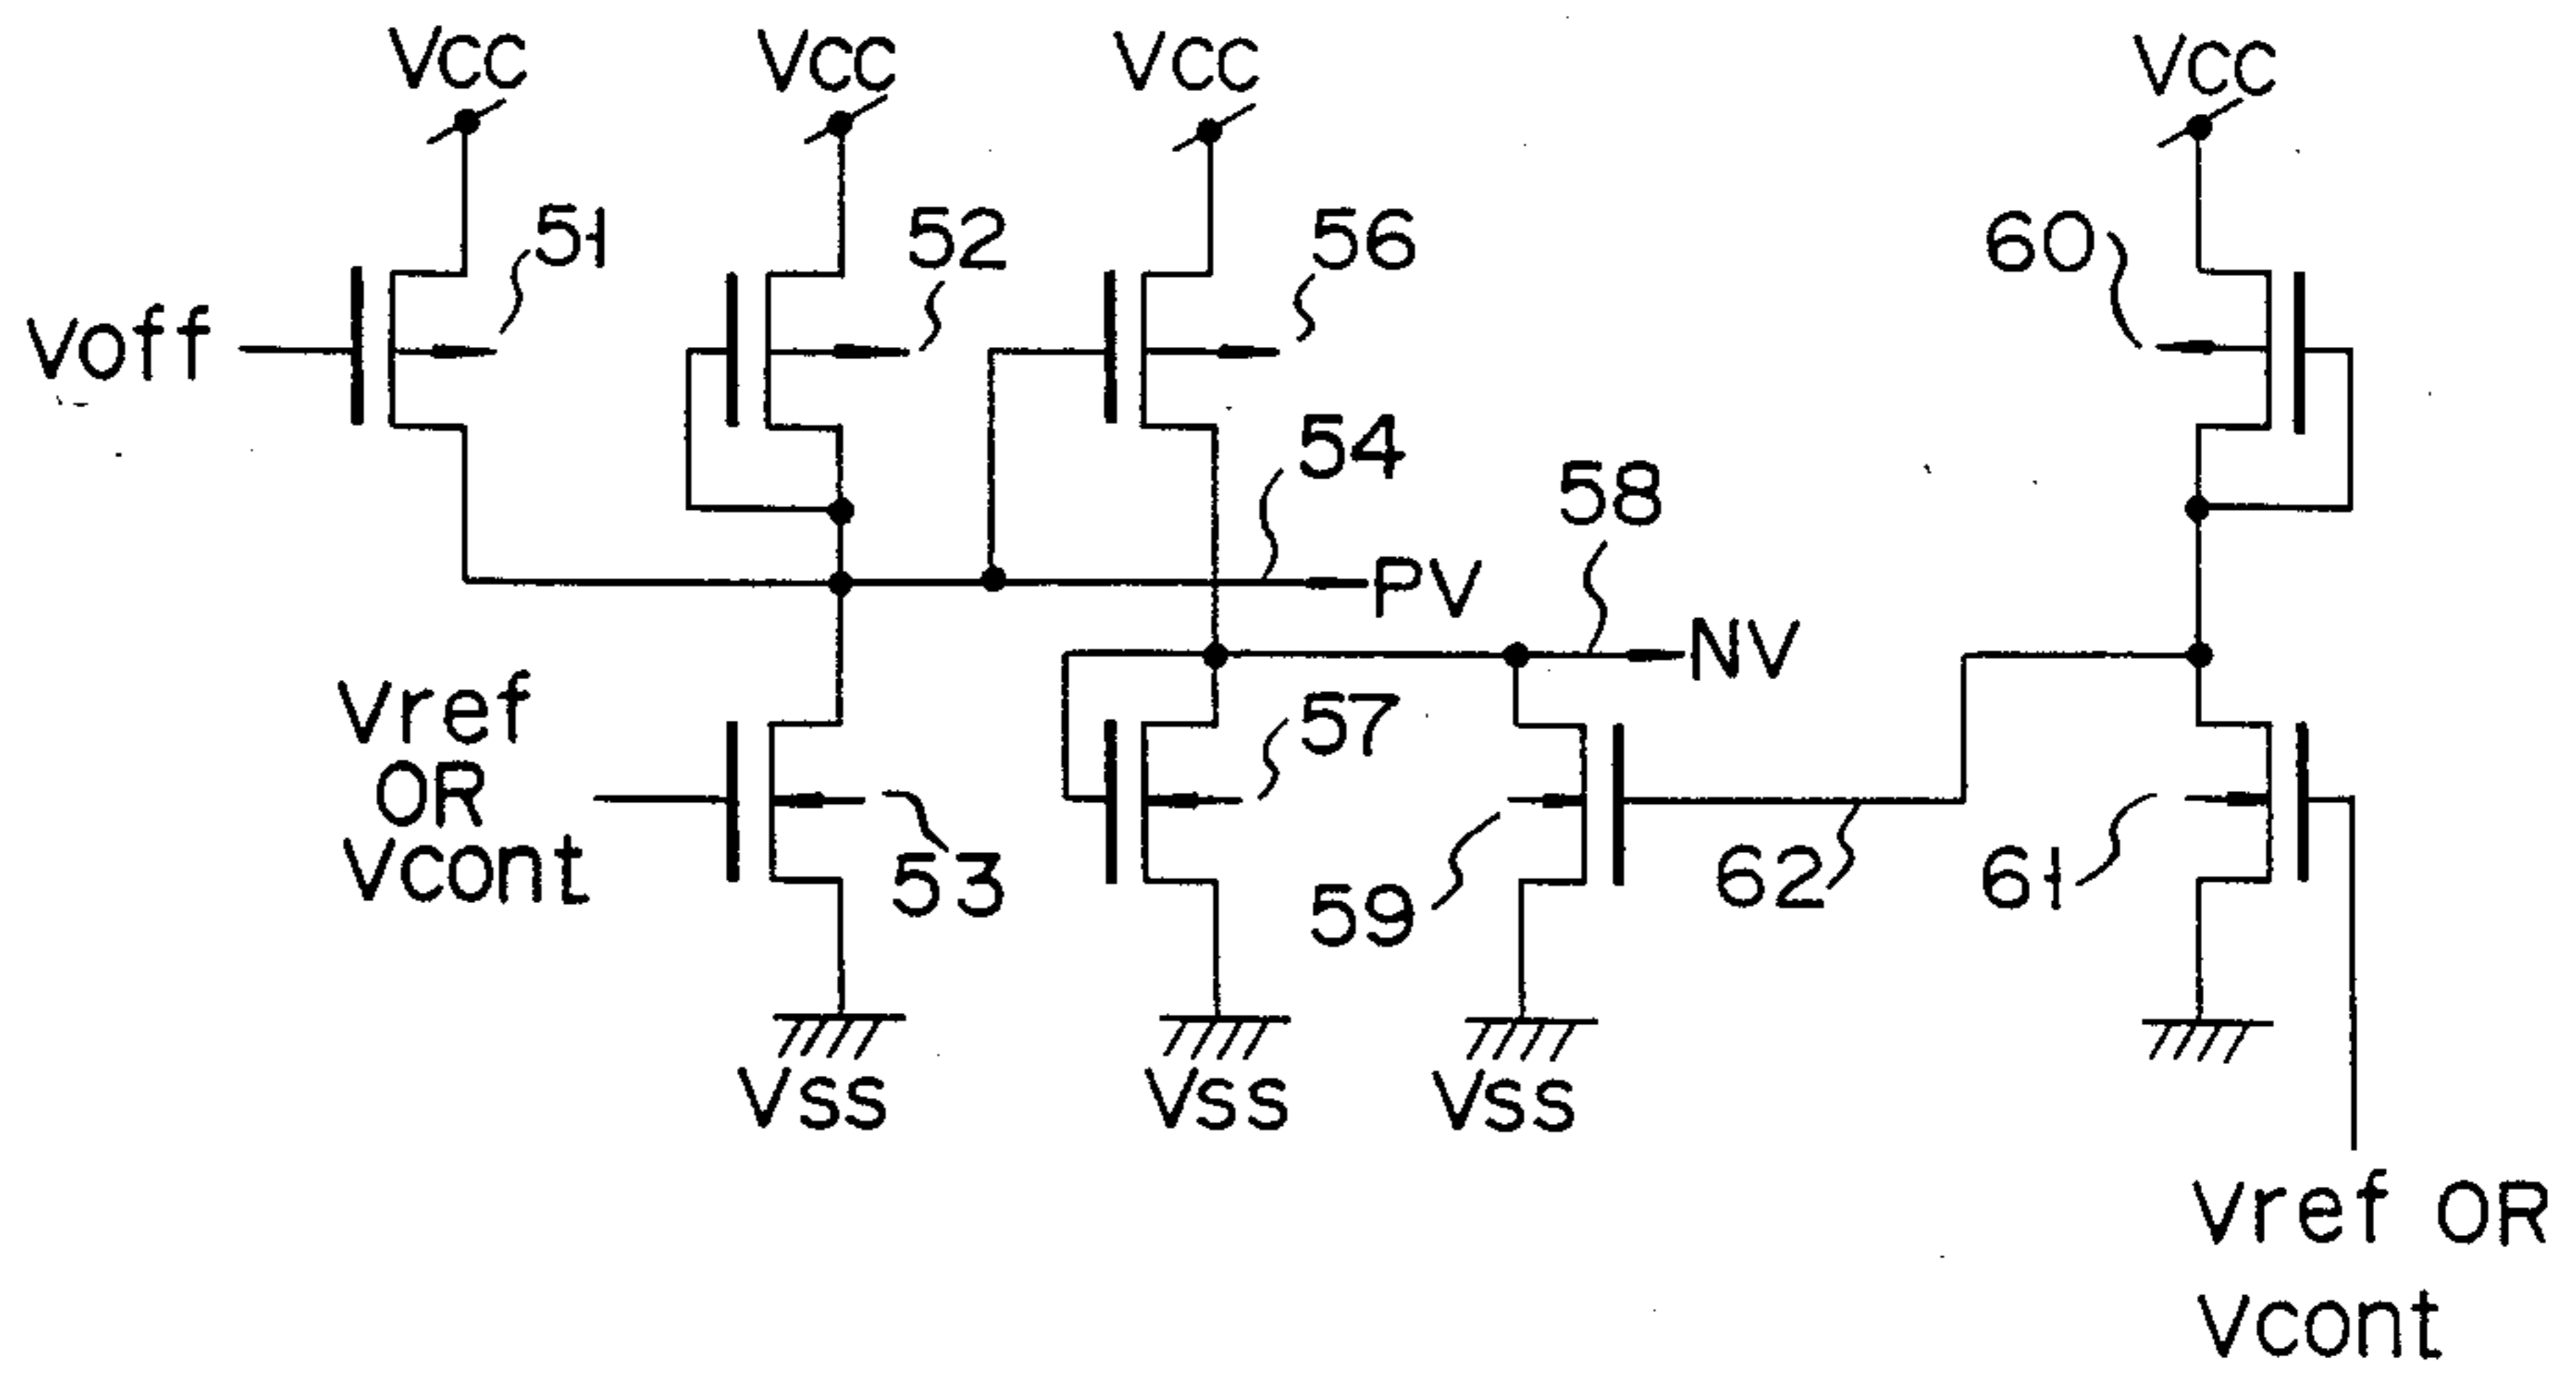 Vcc
Vcc
Vcc
Vcc
51
52
56
60
Voff
54
58
PV
NV
Vref
OR
Vcont
57
53
59
62
61
Vss
Vss
Vss
Vref OR
Vcont